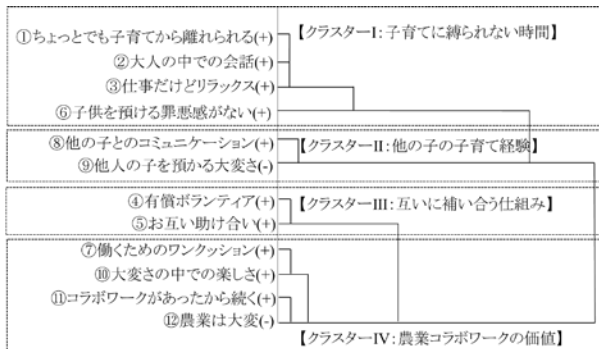 ①ちょっとでも子育てから離れられる(+)
【クラスターI：子育てに縛られない時間】
②大人の中での会話(+)
③仕事だけどリラックス(+)
⑥子供を預ける罪悪感がない(+)
⑧他の子とのコミュニケーション(+)
【クラスターII：他の子の子育て経験】
⑨他人の子を預かる大変さ(-)
④有償ボランティア(+)
【クラスターIII：互いに補い合う仕組み】
⑤お互い助け合い(+)
⑦働くためのワンクッション(+)
⑩大変さの中での楽しさ(+)
⑪コラボワークがあったから続く(+)
⑫農業は大変(-)
【クラスターIV：農業コラボワークの価値】